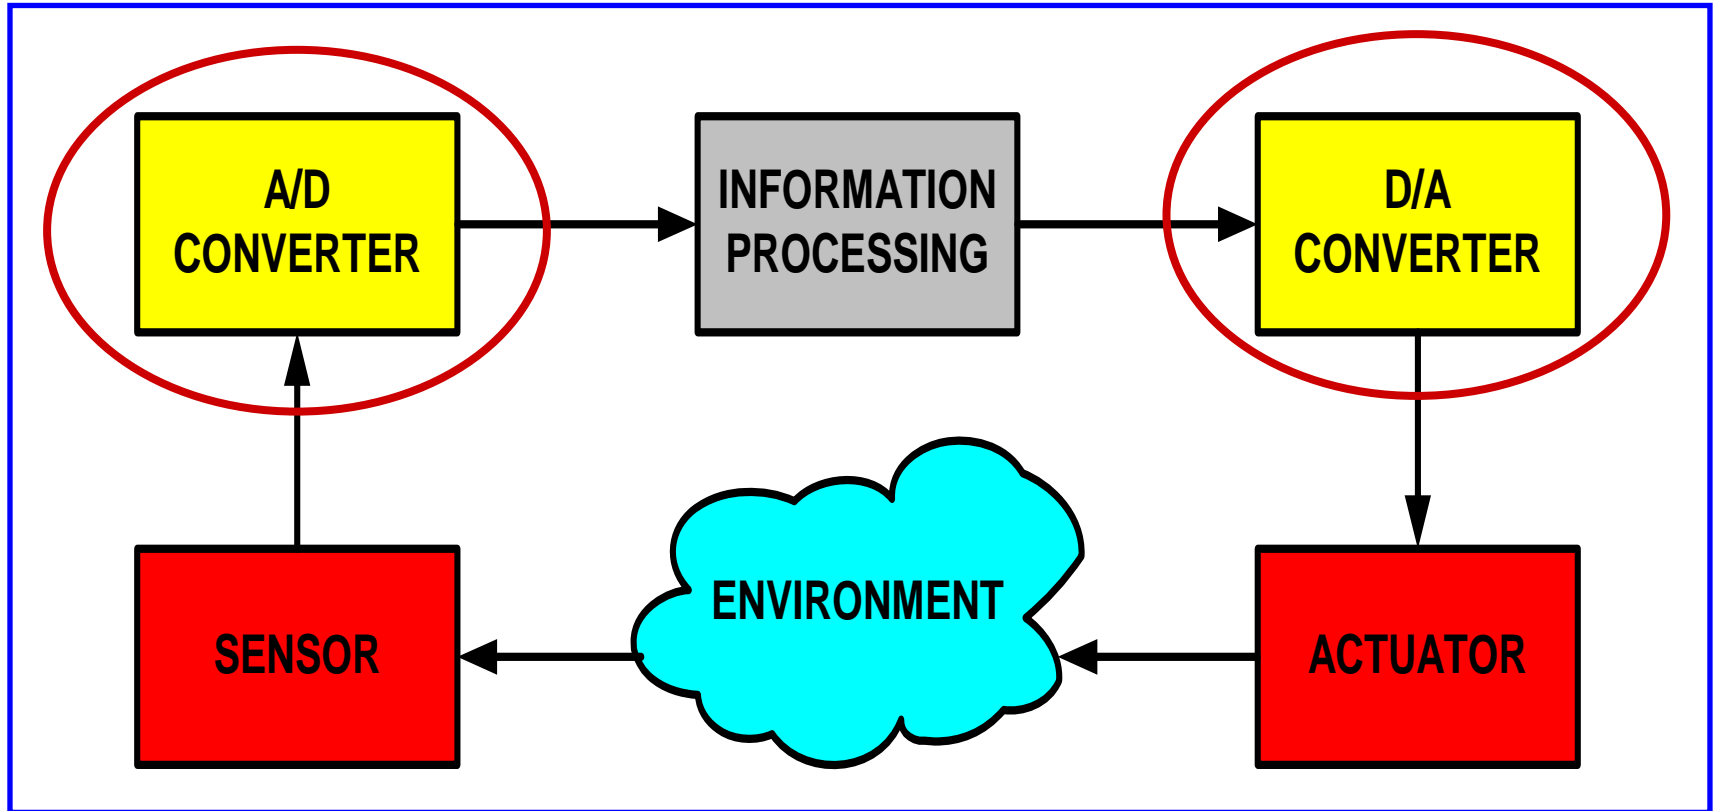 A/D
CONVERTER
INFORMATION
PROCESSING
D/A
CONVERTER
SENSOR
ENVIRONMENT
ACTUATOR